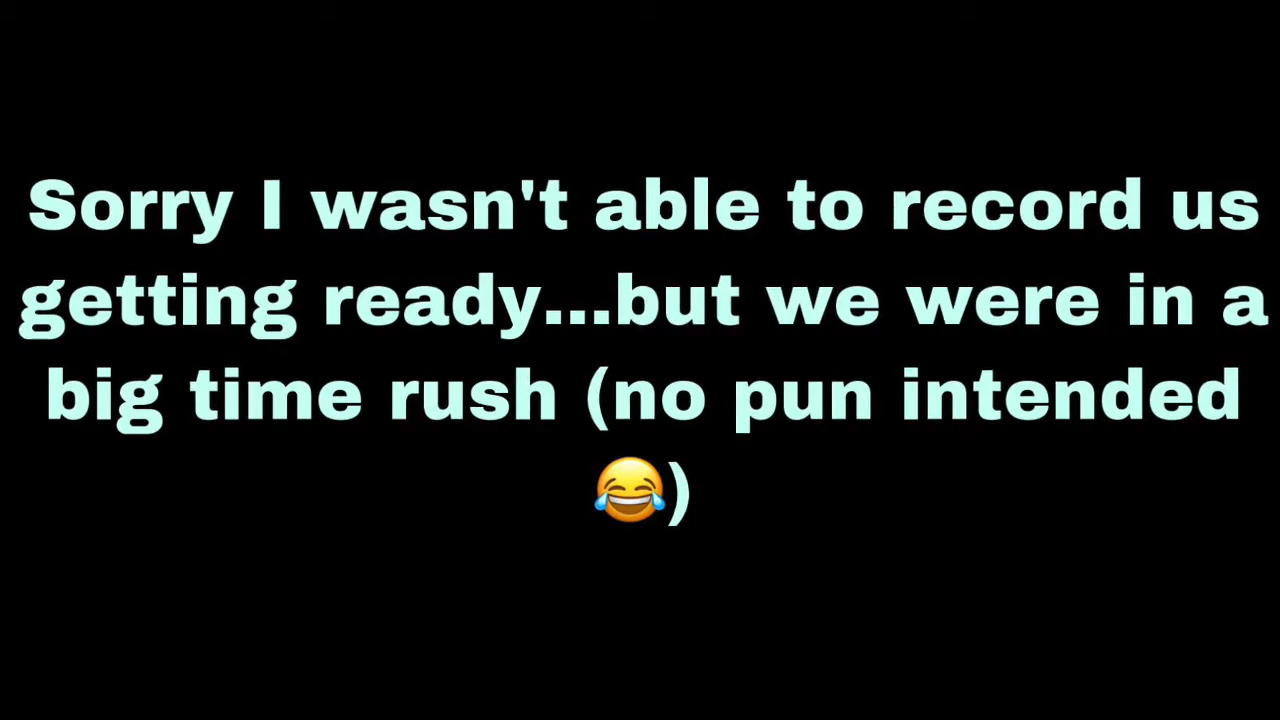 Sorry I wasn't able to record us
getting ready...but we were in a
big time rush (no pun intended
😂)